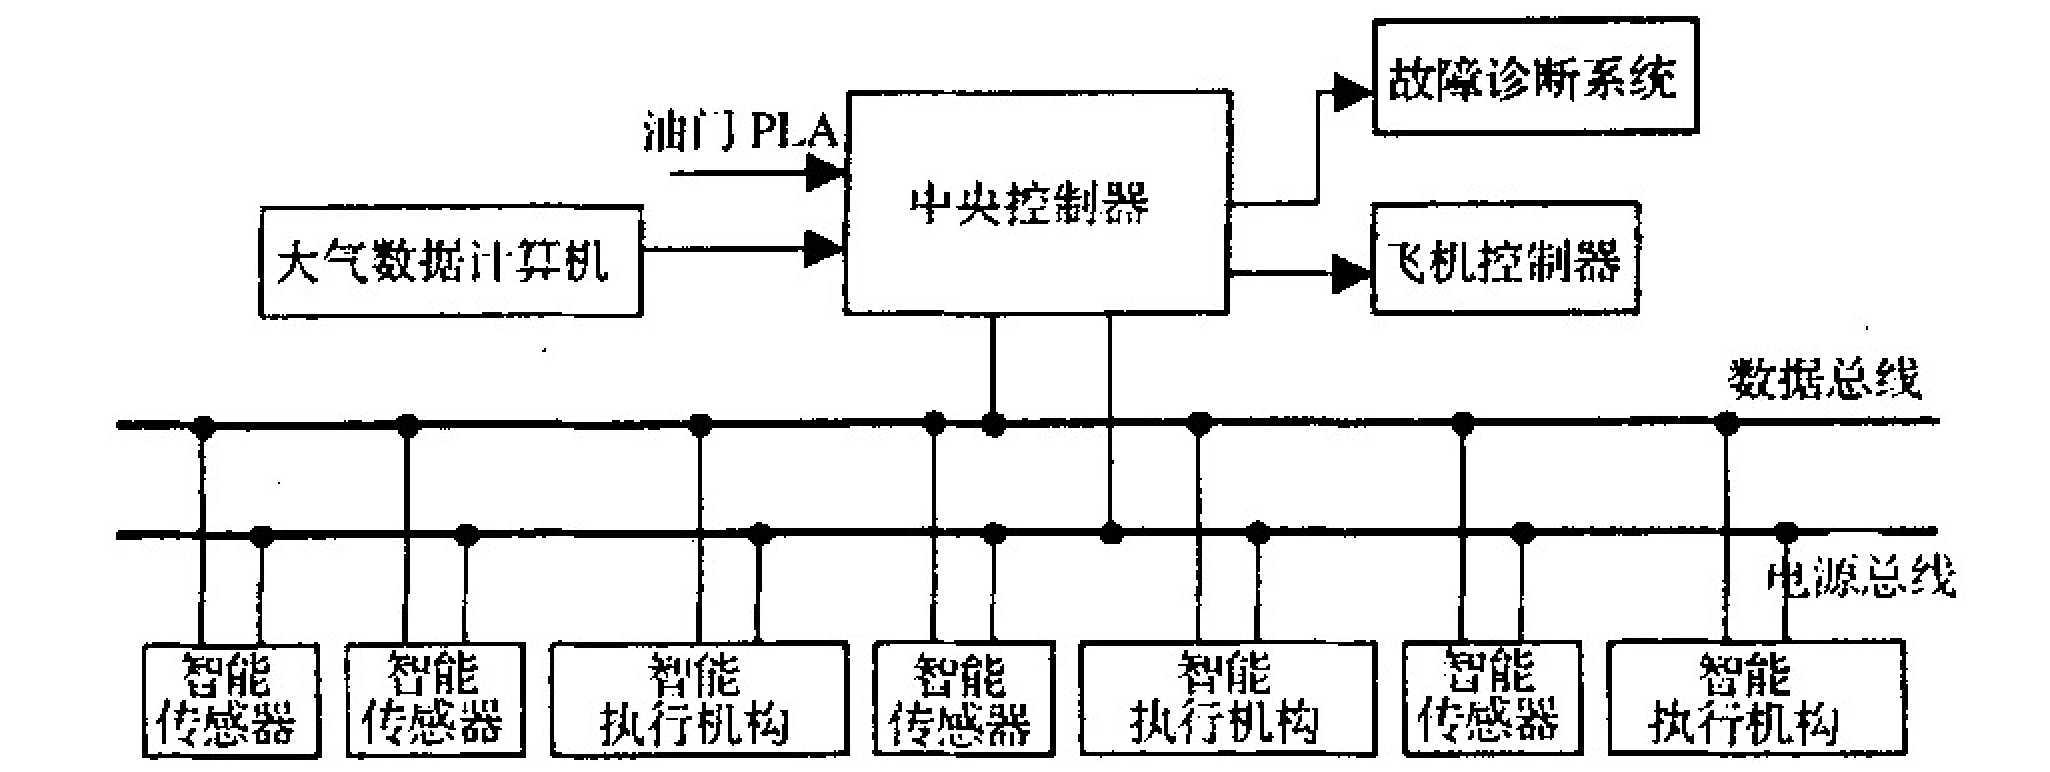 故障诊断系统
油门 PLA
中央控制器
大气数据计算机
飞机控制器
数据总线
电源总线
智能
传感器
智能
传感器
智能
执行机构
智能
传感器
智能
执行机构
智能
传感器
智能
执行机构